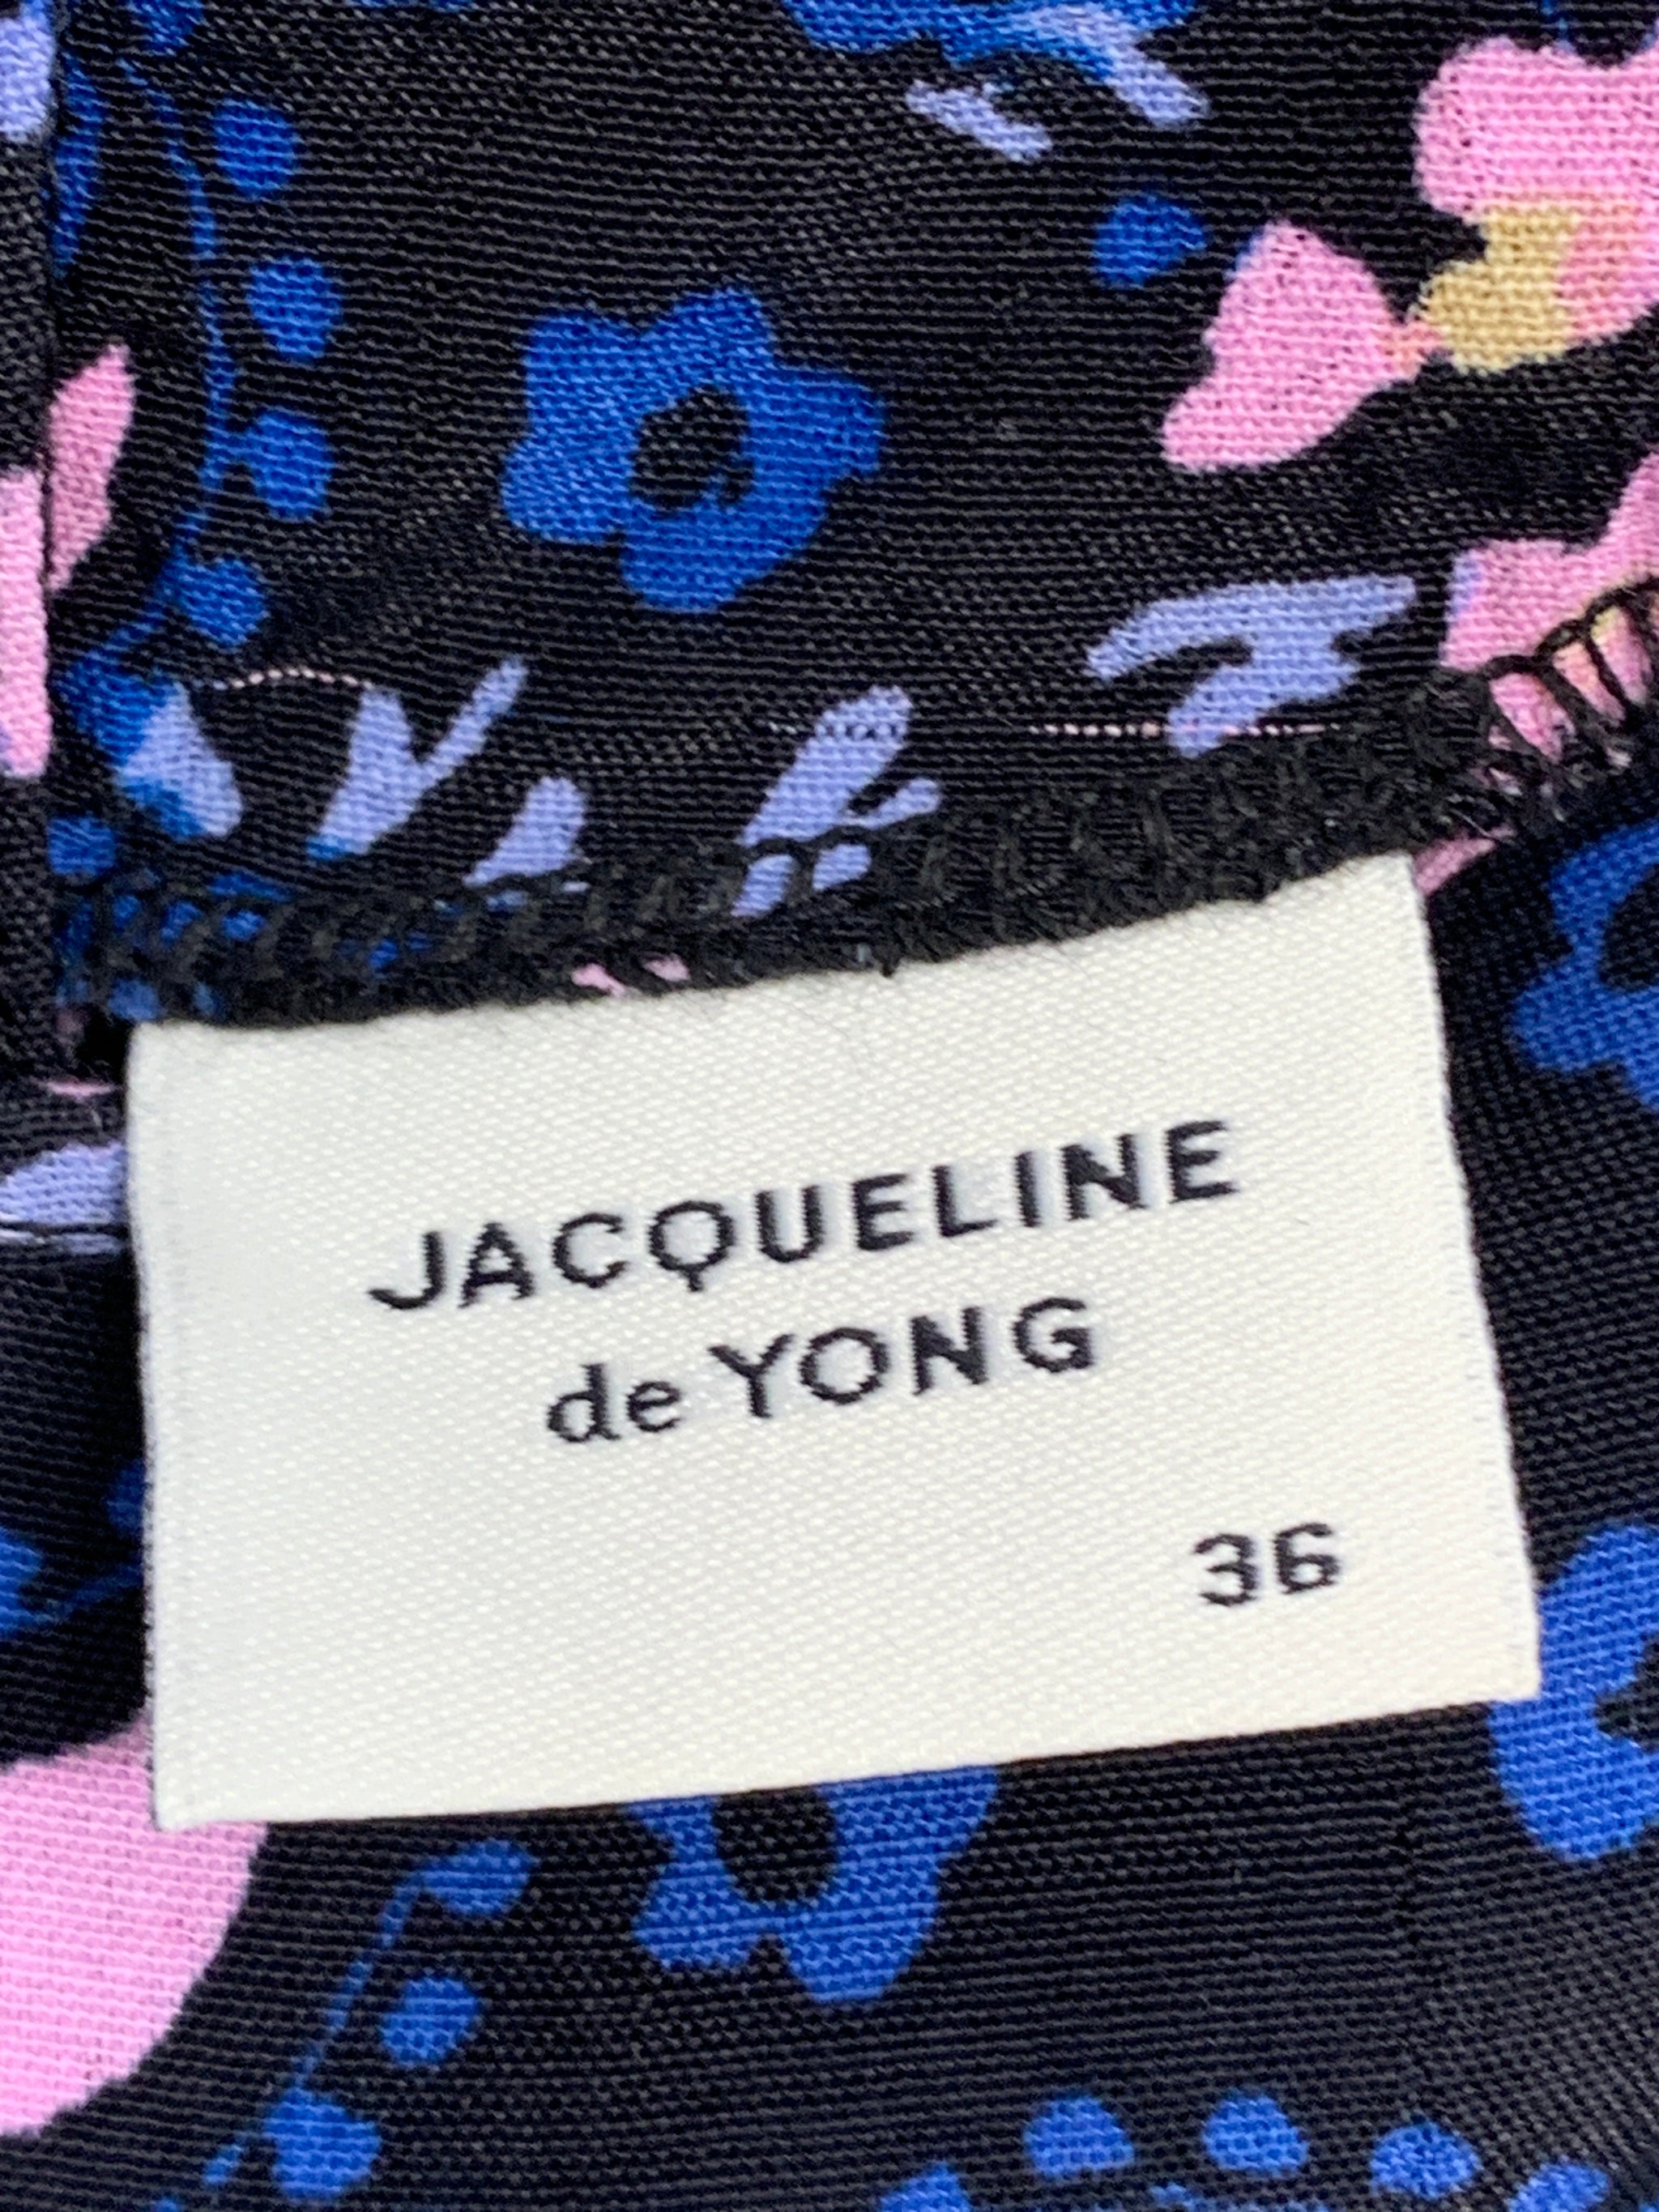 JACQUELINE
de YONG
36